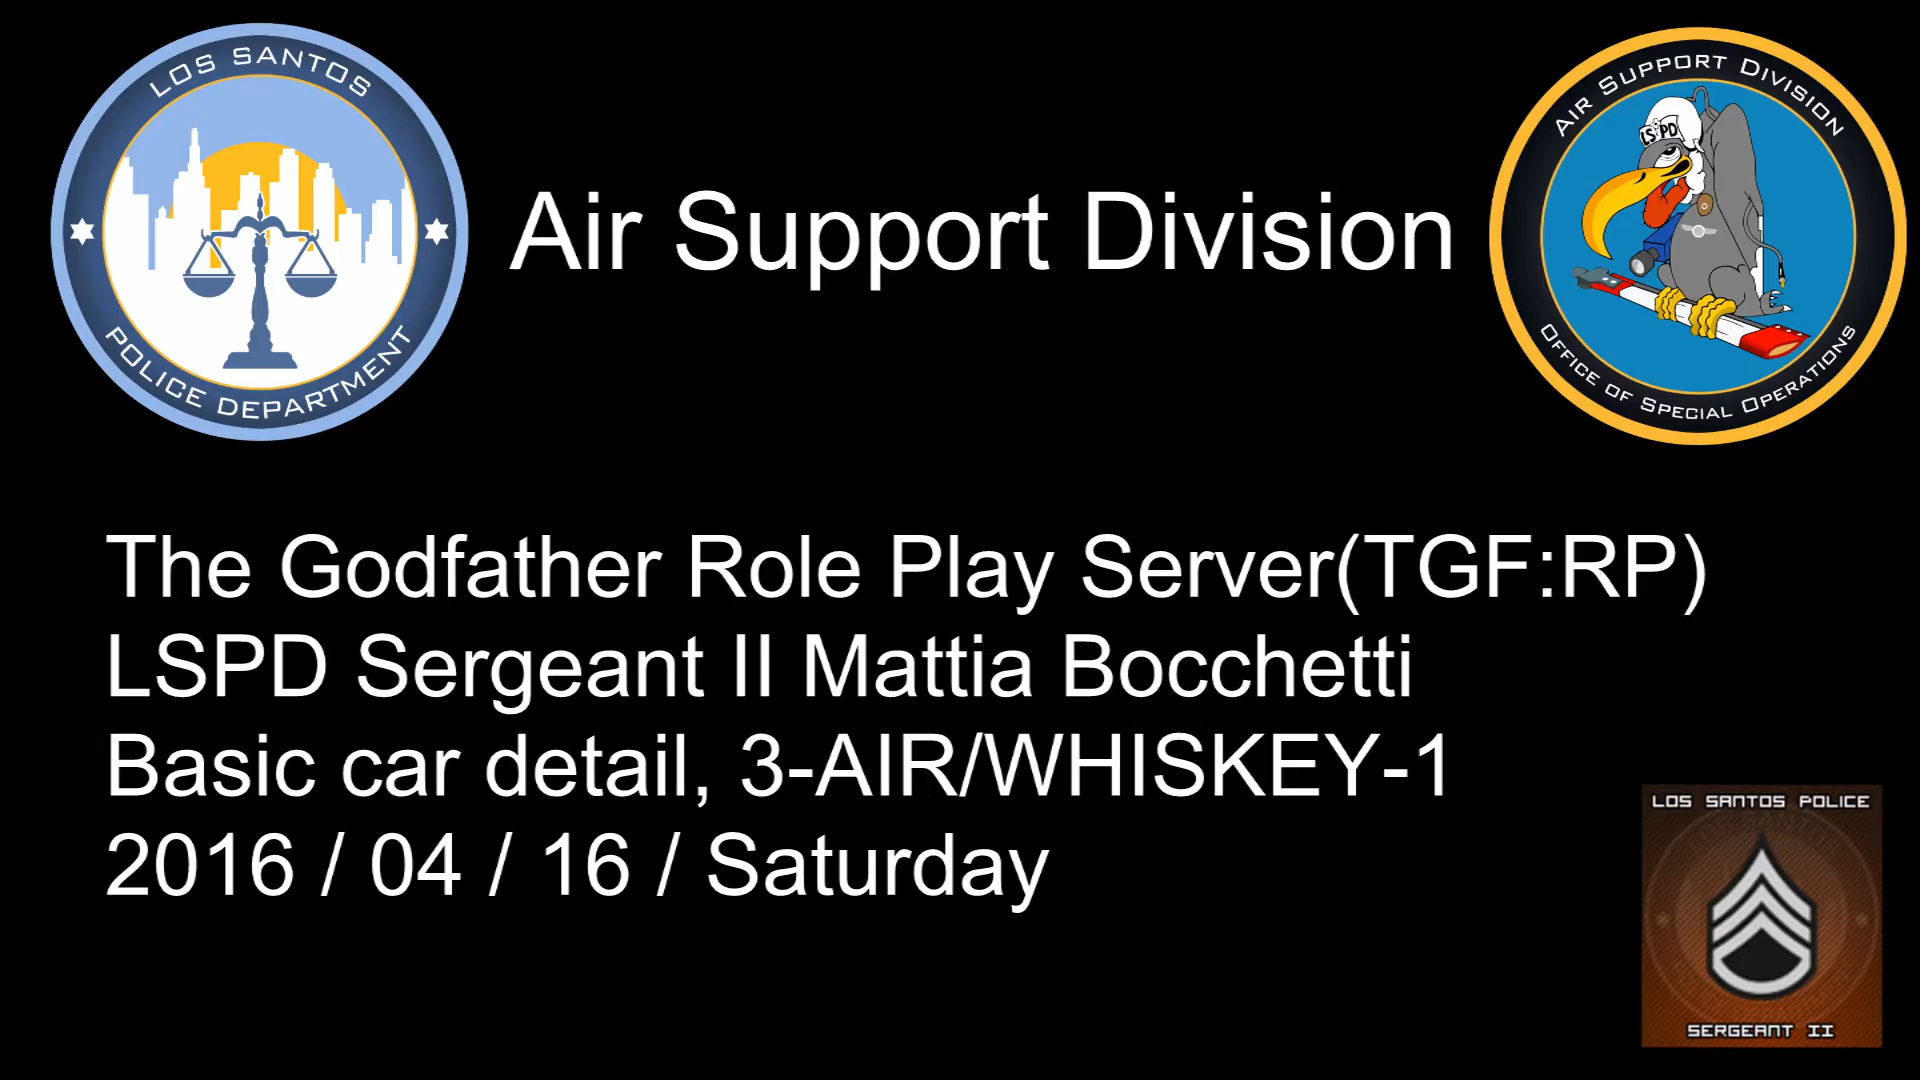 LOS SANTOS
POLICE DEPARTMENT
Air Support Division
AIR SUPPORT DIVISION
LSPD
OFFICE OF SPECIAL OPERATIONS
The Godfather Role Play Server(TGF:RP)
LSPD Sergeant II Mattia Bocchetti
Basic car detail, 3-AIR/WHISKEY-1
2016 / 04 / 16 / Saturday
LOS SANTOS POLICE
SERGEANT II